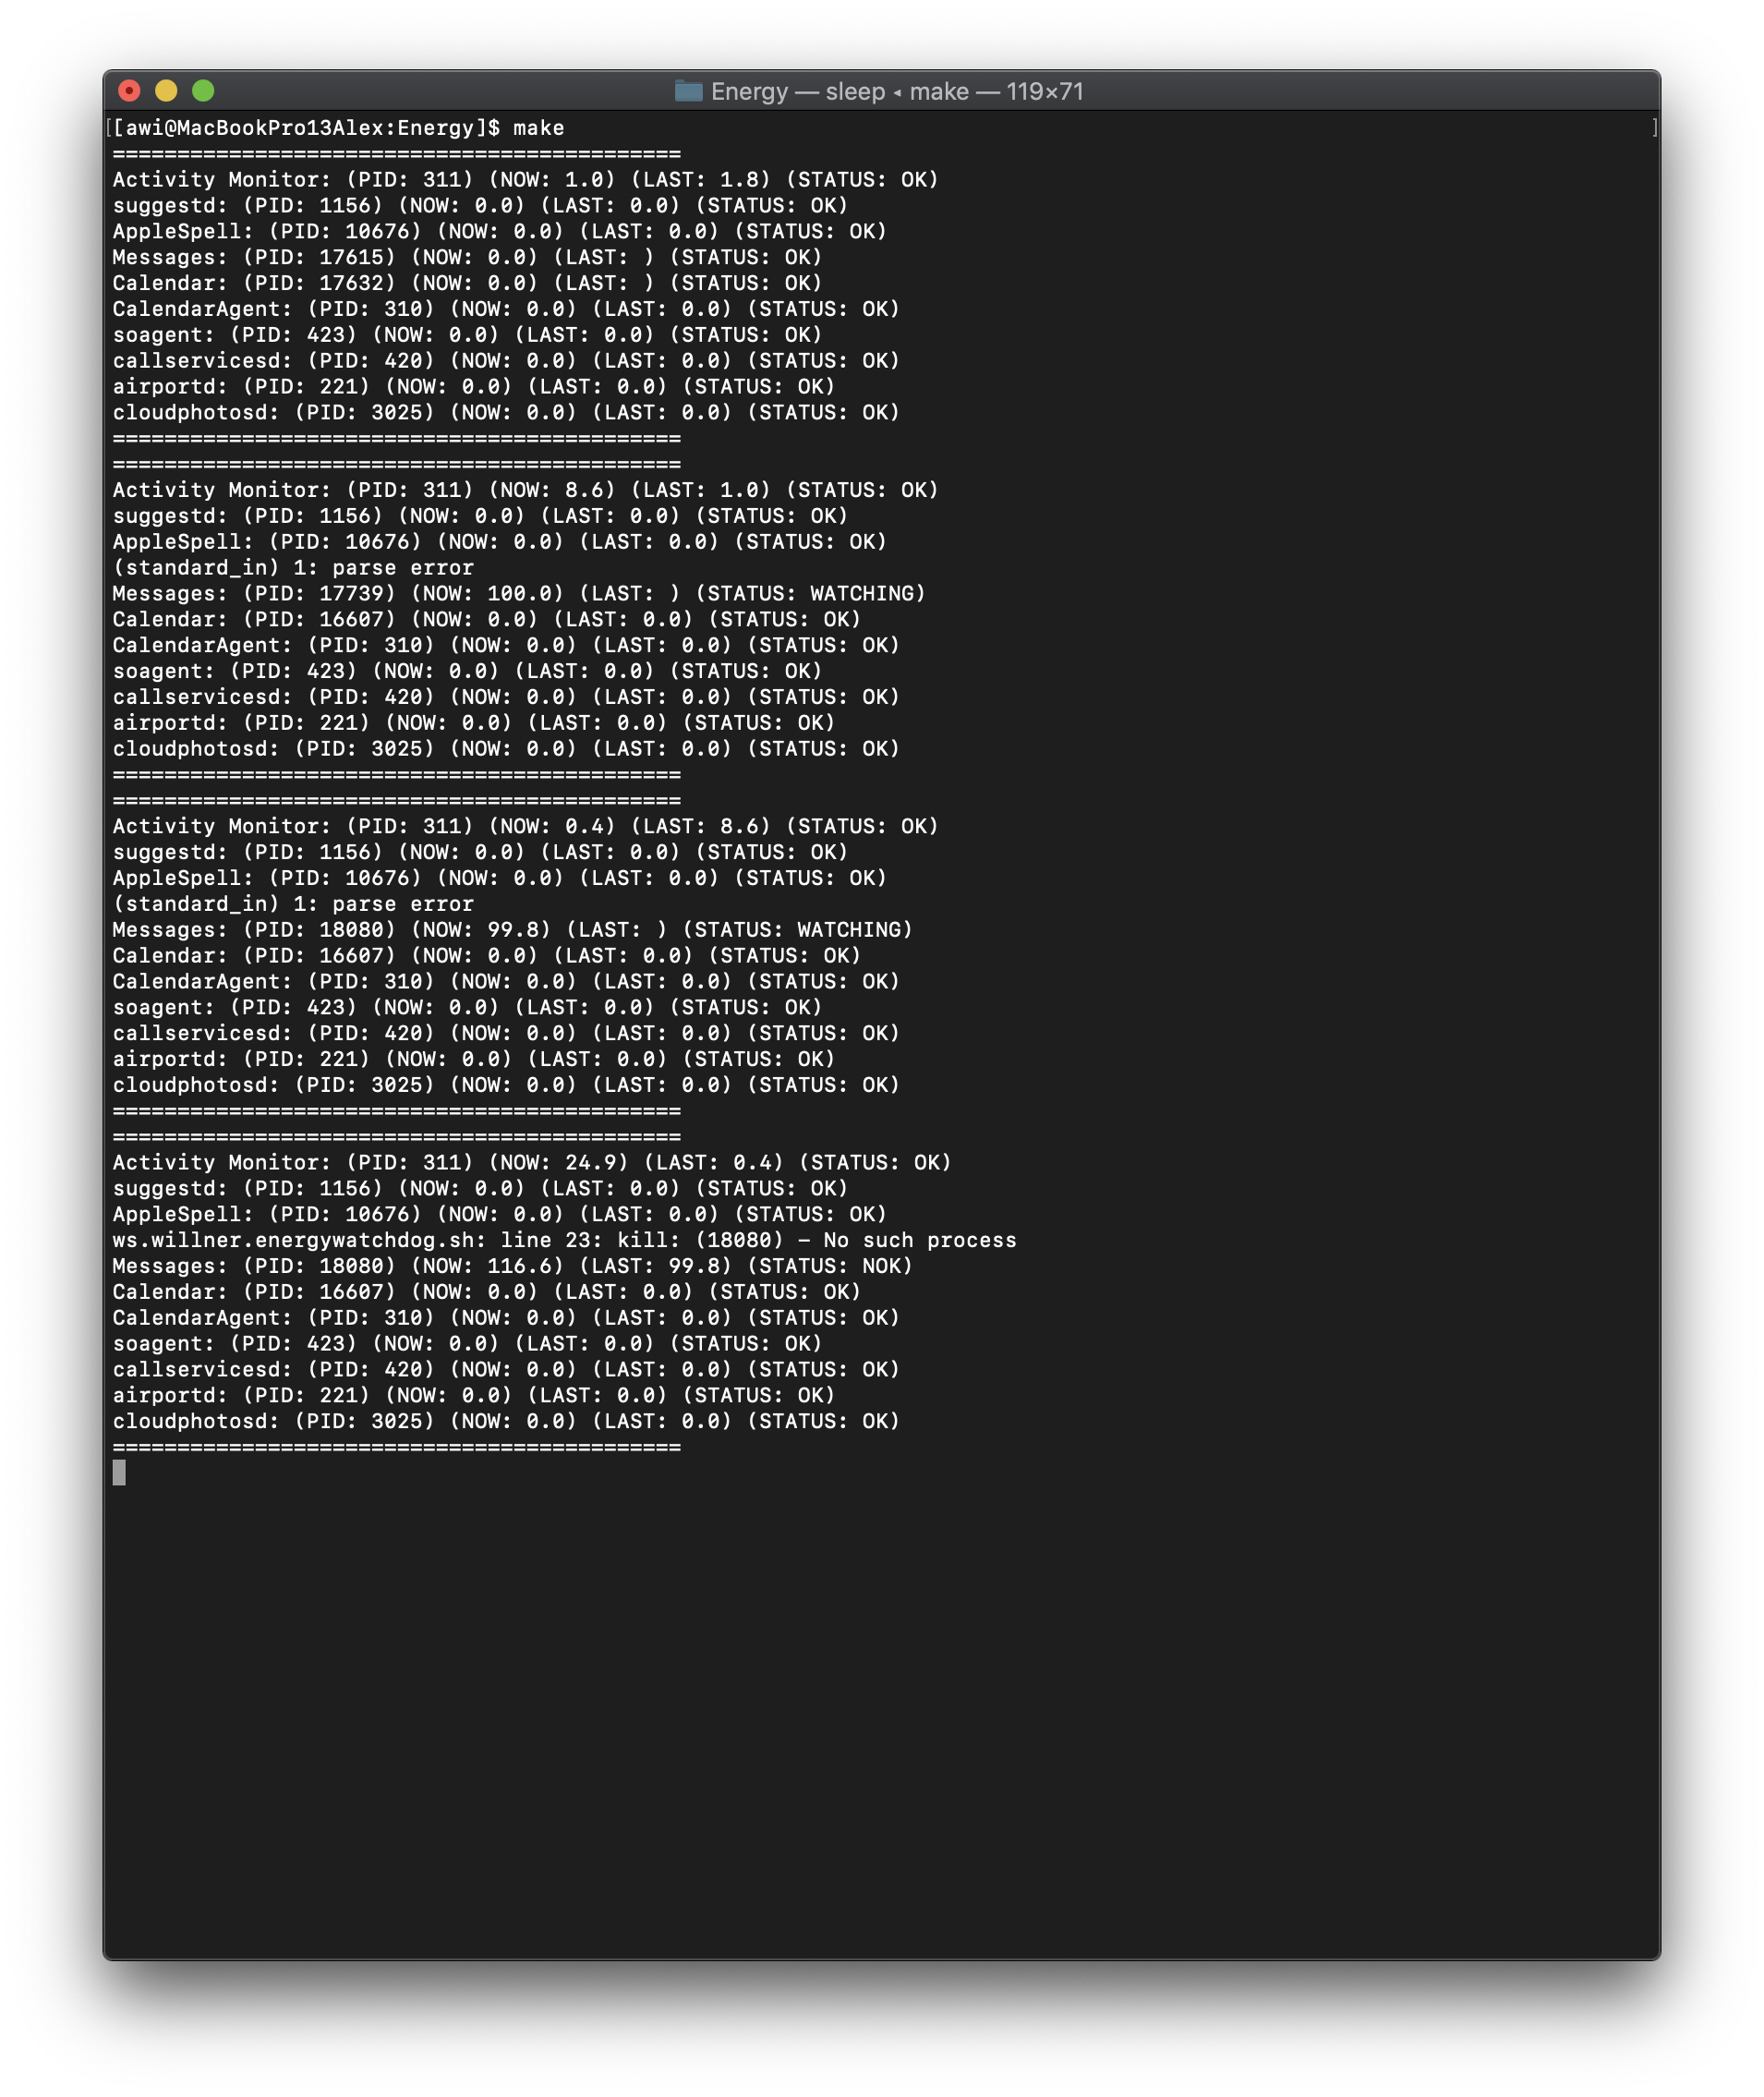 Energy — sleep ◂ make — 119×71
[[awi@MacBookPro13Alex:Energy]$ make ]
============================================
Activity Monitor: (PID: 311) (NOW: 1.0) (LAST: 1.8) (STATUS: OK)
suggestd: (PID: 1156) (NOW: 0.0) (LAST: 0.0) (STATUS: OK)
AppleSpell: (PID: 10676) (NOW: 0.0) (LAST: 0.0) (STATUS: OK)
Messages: (PID: 17615) (NOW: 0.0) (LAST: ) (STATUS: OK)
Calendar: (PID: 17632) (NOW: 0.0) (LAST: ) (STATUS: OK)
CalendarAgent: (PID: 310) (NOW: 0.0) (LAST: 0.0) (STATUS: OK)
soagent: (PID: 423) (NOW: 0.0) (LAST: 0.0) (STATUS: OK)
callservicesd: (PID: 420) (NOW: 0.0) (LAST: 0.0) (STATUS: OK)
airportd: (PID: 221) (NOW: 0.0) (LAST: 0.0) (STATUS: OK)
cloudphotosd: (PID: 3025) (NOW: 0.0) (LAST: 0.0) (STATUS: OK)
============================================
============================================
Activity Monitor: (PID: 311) (NOW: 8.6) (LAST: 1.0) (STATUS: OK)
suggestd: (PID: 1156) (NOW: 0.0) (LAST: 0.0) (STATUS: OK)
AppleSpell: (PID: 10676) (NOW: 0.0) (LAST: 0.0) (STATUS: OK)
(standard_in) 1: parse error
Messages: (PID: 17739) (NOW: 100.0) (LAST: ) (STATUS: WATCHING)
Calendar: (PID: 16607) (NOW: 0.0) (LAST: 0.0) (STATUS: OK)
CalendarAgent: (PID: 310) (NOW: 0.0) (LAST: 0.0) (STATUS: OK)
soagent: (PID: 423) (NOW: 0.0) (LAST: 0.0) (STATUS: OK)
callservicesd: (PID: 420) (NOW: 0.0) (LAST: 0.0) (STATUS: OK)
airportd: (PID: 221) (NOW: 0.0) (LAST: 0.0) (STATUS: OK)
cloudphotosd: (PID: 3025) (NOW: 0.0) (LAST: 0.0) (STATUS: OK)
============================================
============================================
Activity Monitor: (PID: 311) (NOW: 0.4) (LAST: 8.6) (STATUS: OK)
suggestd: (PID: 1156) (NOW: 0.0) (LAST: 0.0) (STATUS: OK)
AppleSpell: (PID: 10676) (NOW: 0.0) (LAST: 0.0) (STATUS: OK)
(standard_in) 1: parse error
Messages: (PID: 18080) (NOW: 99.8) (LAST: ) (STATUS: WATCHING)
Calendar: (PID: 16607) (NOW: 0.0) (LAST: 0.0) (STATUS: OK)
CalendarAgent: (PID: 310) (NOW: 0.0) (LAST: 0.0) (STATUS: OK)
soagent: (PID: 423) (NOW: 0.0) (LAST: 0.0) (STATUS: OK)
callservicesd: (PID: 420) (NOW: 0.0) (LAST: 0.0) (STATUS: OK)
airportd: (PID: 221) (NOW: 0.0) (LAST: 0.0) (STATUS: OK)
cloudphotosd: (PID: 3025) (NOW: 0.0) (LAST: 0.0) (STATUS: OK)
============================================
============================================
Activity Monitor: (PID: 311) (NOW: 24.9) (LAST: 0.4) (STATUS: OK)
suggestd: (PID: 1156) (NOW: 0.0) (LAST: 0.0) (STATUS: OK)
AppleSpell: (PID: 10676) (NOW: 0.0) (LAST: 0.0) (STATUS: OK)
ws.willner.energywatchdog.sh: line 23: kill: (18080) – No such process
Messages: (PID: 18080) (NOW: 116.6) (LAST: 99.8) (STATUS: NOK)
Calendar: (PID: 16607) (NOW: 0.0) (LAST: 0.0) (STATUS: OK)
CalendarAgent: (PID: 310) (NOW: 0.0) (LAST: 0.0) (STATUS: OK)
soagent: (PID: 423) (NOW: 0.0) (LAST: 0.0) (STATUS: OK)
callservicesd: (PID: 420) (NOW: 0.0) (LAST: 0.0) (STATUS: OK)
airportd: (PID: 221) (NOW: 0.0) (LAST: 0.0) (STATUS: OK)
cloudphotosd: (PID: 3025) (NOW: 0.0) (LAST: 0.0) (STATUS: OK)
============================================